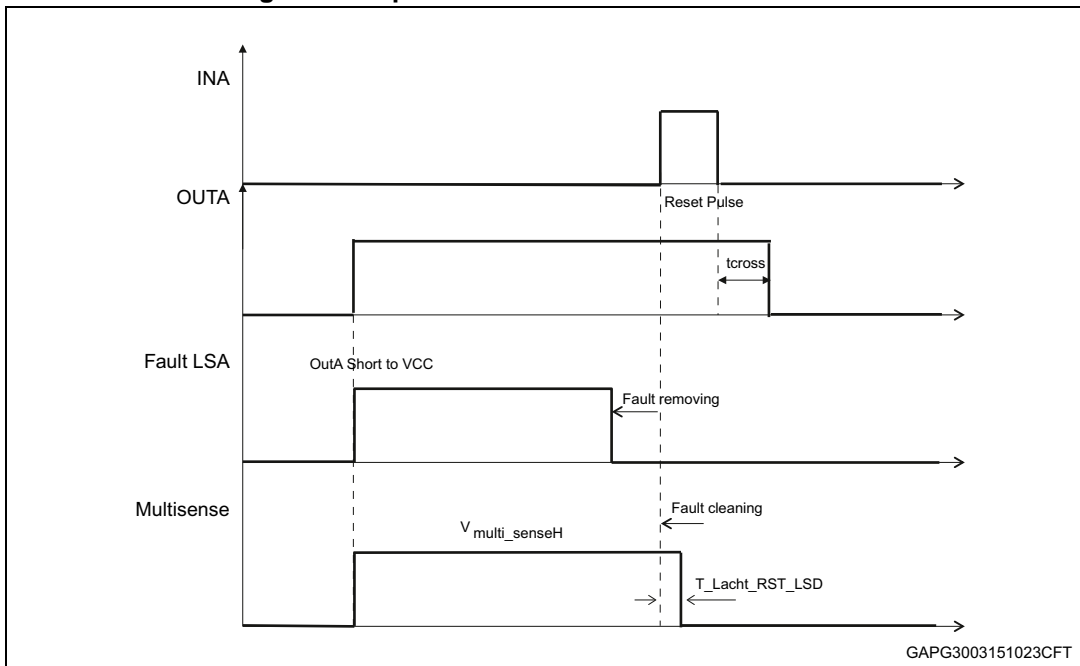 INA
Reset Pulse
OUTA
tcross
Fault LSA
OutA Short to VCC
Fault removing
Multisense
Fault cleaning
V multi_senseH
T_Lacht_RST_LSD
GAPG3003151023CFT